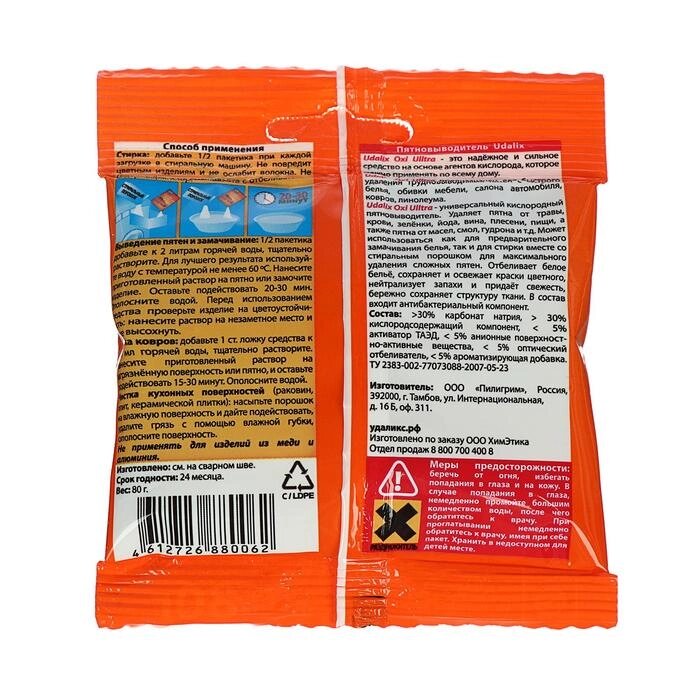 Способ применения
Стирка: добавьте 1/2 пакетика при каждой
загрузке в стиральную машину. Не повредит
цветным изделиям и не ослабит волокна. Не
20-30
МИНУТ
Выведение пятен и замачивание: 1/2 пакетика
добавьте к 2 литрам горячей воды, тщательно
растворите. Для лучшего результата используй-
те воду с температурой не менее 60 ºС. Нанесите
приготовленный раствор на пятно или замочите
изделие. Оставьте подействовать 20-30 мин.
Ополосните водой. Перед использованием
средства проверьте изделие на цветоустойчи-
вость: нанесите раствор на незаметное место и
высохнуть.
ковров: добавьте 1 ст. ложку средства к
мл горячей воды, тщательно растворите.
Нанесите приготовленный раствор на
загрязнённую поверхность или пятно, и оставьте
подействовать 15-30 минут. Ополосните водой.
Чистка кухонных поверхностей (раковин,
плит, керамической плитки): насыпьте порошок
на влажную поверхность и дайте подействовать,
удалите грязь с помощью влажной губки,
ополосните поверхность.
Не применять для изделий из меди и
алюминия.
Изготовлено: см. на сварном шве.
Срок годности: 24 месяца.
Вес: 80 г.
C/LDPE
4 612726 880062
Пятновыводитель Udalix
Udalix Oxi Ulltra - это надёжное и сильное
средство на основе агентов кислорода, которое
можно применять по всему дому.
удаления
белья, обивки мебели, салона автомобиля,
ковров, линолеума.
Udalix Oxi Ulltra - универсальный кислородный
пятновыводитель. Удаляет пятна от травы,
крови, зелёнки, йода, вина, плесени, пищи, а
также пятна от масел, смол, гудрона и т.д. Может
использоваться как для предварительного
замачивания белья, так и для стирки вместе со
стиральным порошком для максимального
удаления сложных пятен. Отбеливает белое
бельё, сохраняет и освежает краски цветного,
нейтрализует запахи и придаёт свежесть,
бережно сохраняет структуру ткани. В состав
входит антибактериальный компонент.
Состав: >30% карбонат натрия, > 30%
кислородсодержащий компонент, < 5%
активатор ТАЭД, < 5% анионные поверхност-
но-активные вещества, < 5% оптический
отбеливатель, < 5% ароматизирующая добавка.
ТУ 2383-002-77073088-2007-05-23
Изготовитель: ООО «Пилигрим», Россия,
392000, г. Тамбов, ул. Интернациональная,
д. 16 Б, оф. 311.
удаликс.рф
Изготовлено по заказу ООО ХимЭтика
Отдел продаж 8 800 700 400 8
Меры предосторожности:
беречь от огня, избегать
попадания в глаза и на кожу. В
случае попадания в глаза,
немедленно промойте большим
количеством воды, после чего
обратитесь к врачу. При
проглатывании немедленно
обратитесь к врачу, имея при себе
пакет. Хранить в недоступном для
детей месте.
РАЗДРАЖИТЕЛЬ